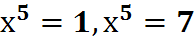 x⁵ = 1, x⁵ = 7